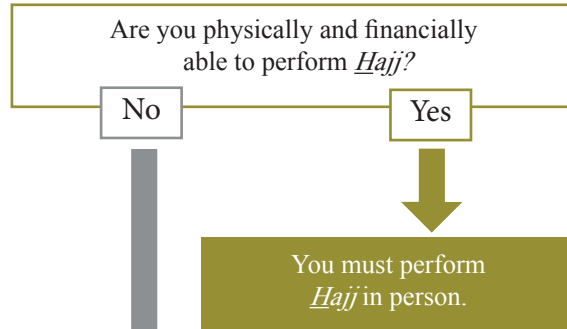 Are you physically and financially
able to perform Hajj?
No
Yes
You must perform
Hajj in person.